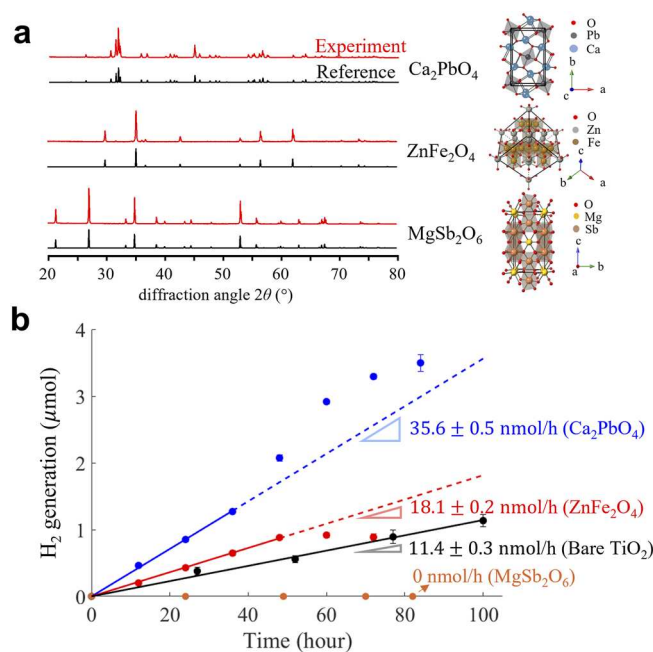 a
Experiment
Reference
Ca₂PbO₄
O
Pb
Ca
b
c
a
ZnFe₂O₄
O
Zn
Fe
c
b
a
MgSb₂O₆
O
Mg
Sb
c
a
b
20 30 40 50 60 70 80
diffraction angle 2θ (°)
b
H₂ generation (μmol)
4
3
2
1
0
35.6 ± 0.5 nmol/h (Ca₂PbO₄)
18.1 ± 0.2 nmol/h (ZnFe₂O₄)
11.4 ± 0.3 nmol/h (Bare TiO₂)
0 nmol/h (MgSb₂O₆)
0 20 40 60 80 100
Time (hour)